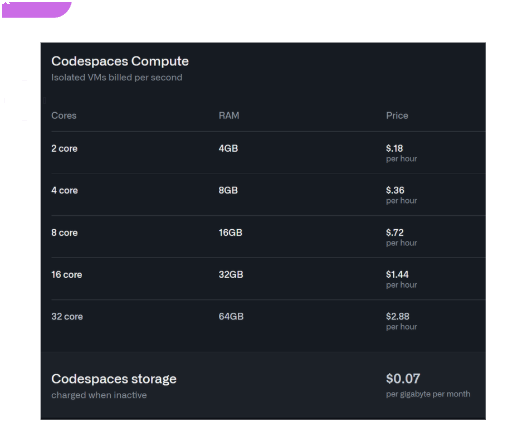 Codespaces Compute
Isolated VMs billed per second
Cores RAM Price
2 core 4GB $.18
per hour
4 core 8GB $.36
per hour
8 core 16GB $.72
per hour
16 core 32GB $1.44
per hour
32 core 64GB $2.88
per hour
Codespaces storage $0.07
charged when inactive per gigabyte per month